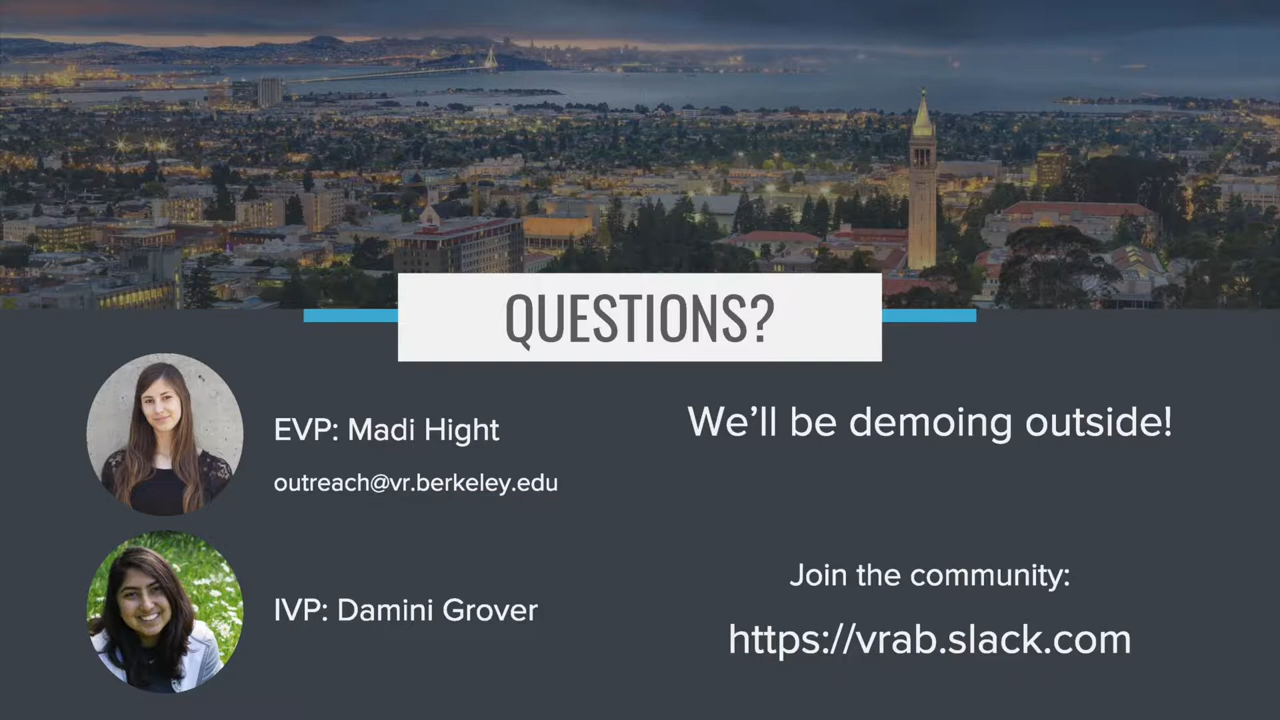 QUESTIONS?
EVP: Madi Hight
outreach@vr.berkeley.edu
IVP: Damini Grover
We'll be demoing outside!
Join the community:
https://vrab.slack.com